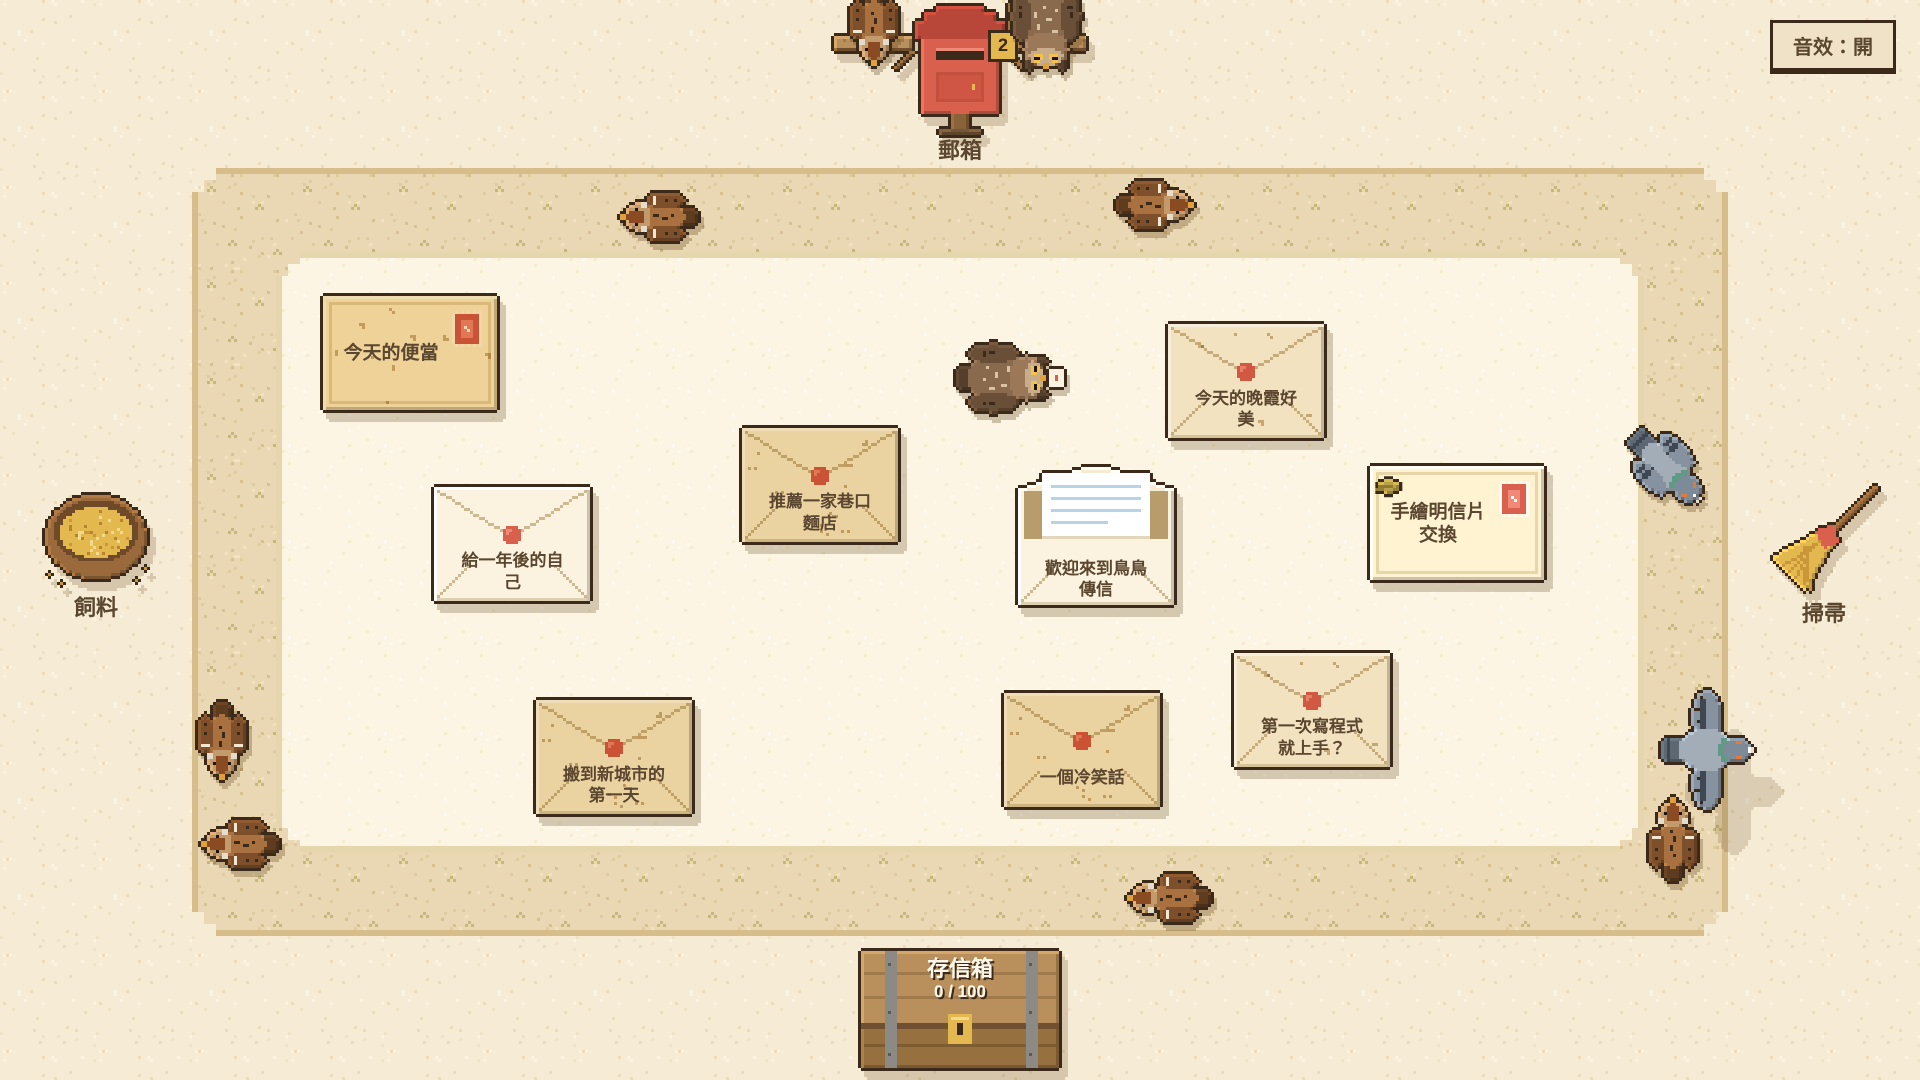 2
音效：開
郵箱
今天的便當
今天的晚霞好
美
推薦一家巷口
麵店
給一年後的自
己
歡迎來到鳥鳥
傳信
手繪明信片
交換
飼料
掃帚
搬到新城市的
第一天
一個冷笑話
第一次寫程式
就上手？
存信箱
0 / 100